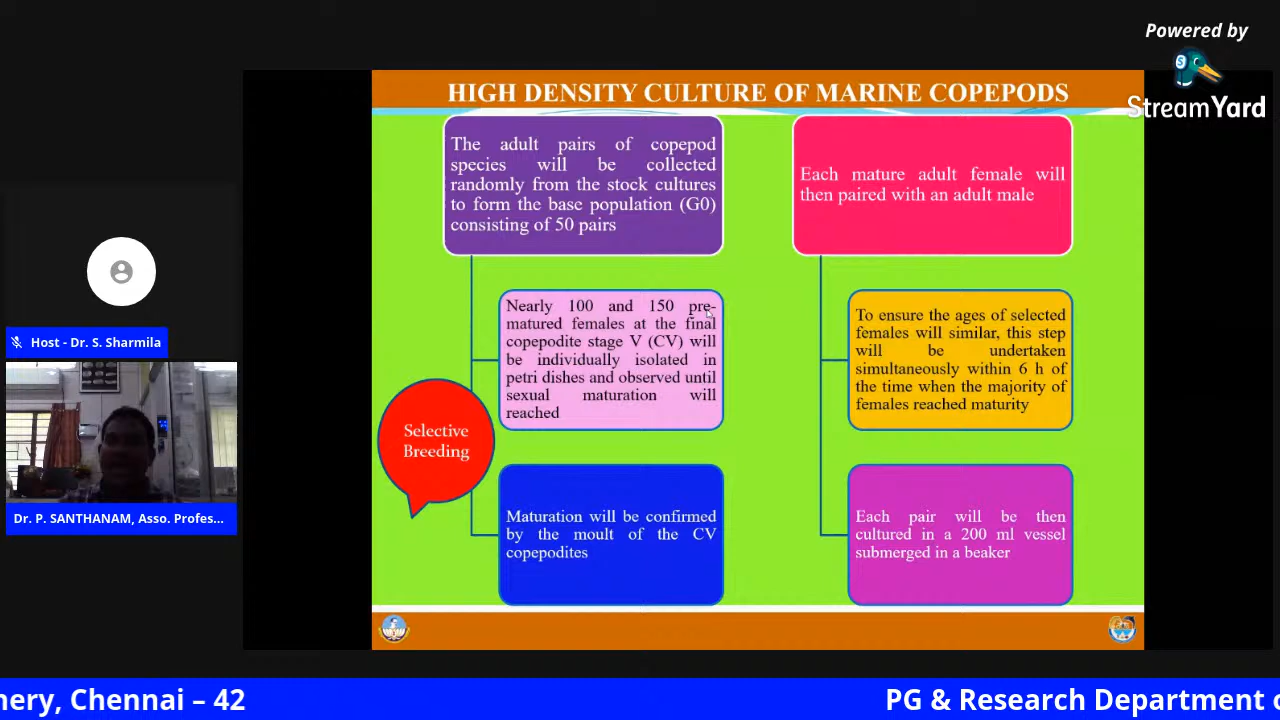 Powered by
StreamYard
HIGH DENSITY CULTURE OF MARINE COPEPODS
The adult pairs of copepod
species will be collected
randomly from the stock cultures
to form the base population (G0)
consisting of 50 pairs
Nearly 100 and 150 pre-
matured females at the final
copepodite stage V (CV) will
be individually isolated in
petri dishes and observed until
sexual maturation will
reached
Maturation will be confirmed
by the moult of the CV
copepodites
Selective
Breeding
Each mature adult female will
then paired with an adult male
To ensure the ages of selected
females will similar, this step
will be undertaken
simultaneously within 6 h of
the time when the majority of
females reached maturity
Each pair will be then
cultured in a 200 ml vessel
submerged in a beaker
Host - Dr. S. Sharmila
Dr. P. SANTHANAM, Asso. Profes...
nery, Chennai – 42
PG & Research Department